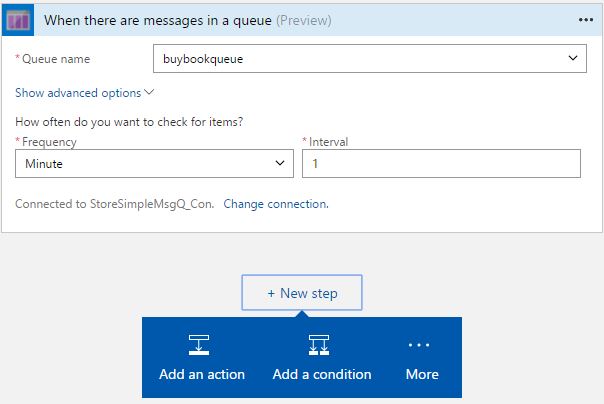 When there are messages in a queue (Preview) ...
* Queue name
buybookqueue
Show advanced options
How often do you want to check for items?
* Frequency * Interval
Minute 1
Connected to StoreSimpleMsgQ_Con. Change connection.
+ New step
Add an action Add a condition More